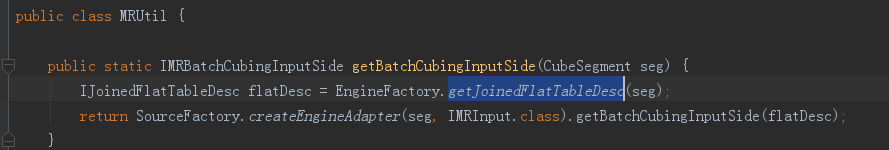 public class MRUtil {
public static IMRBatchCubingInputSide getBatchCubingInputSide(CubeSegment seg) {
IJoinedFlatTableDesc flatDesc = EngineFactory.getJoinedFlatTableDesc(seg);
return SourceFactory.createEngineAdapter(seg, IMRInput.class).getBatchCubingInputSide(flatDesc);
}